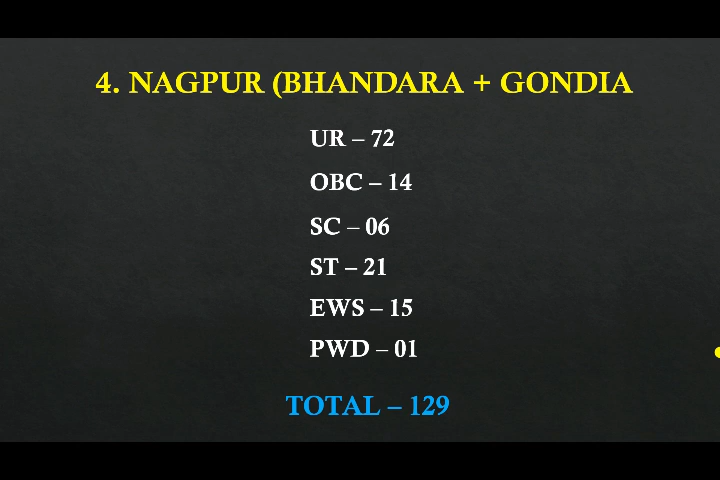 4. NAGPUR (BHANDARA + GONDIA
UR – 72
OBC – 14
SC – 06
ST – 21
EWS – 15
PWD – 01
TOTAL – 129